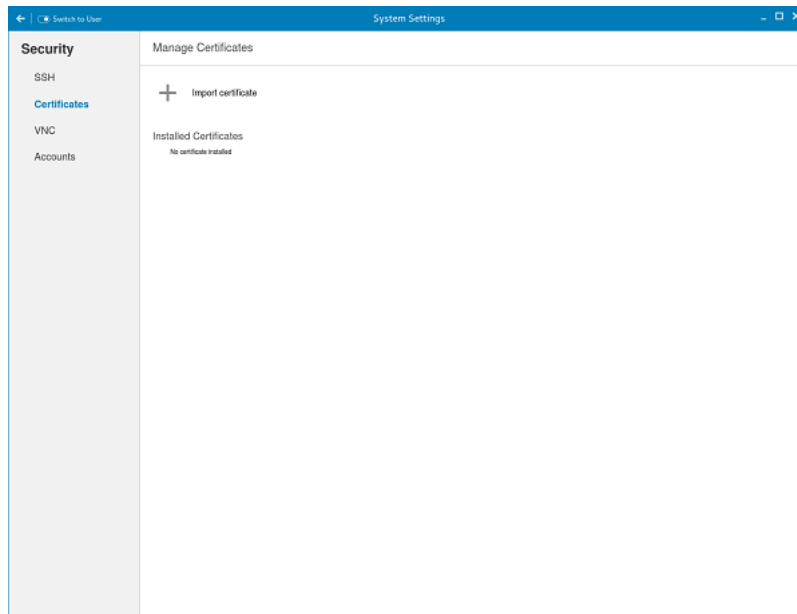 Switch to User
System Settings
Security
SSH
Certificates
VNC
Accounts
Manage Certificates
Import certificate
Installed Certificates
No certificate installed